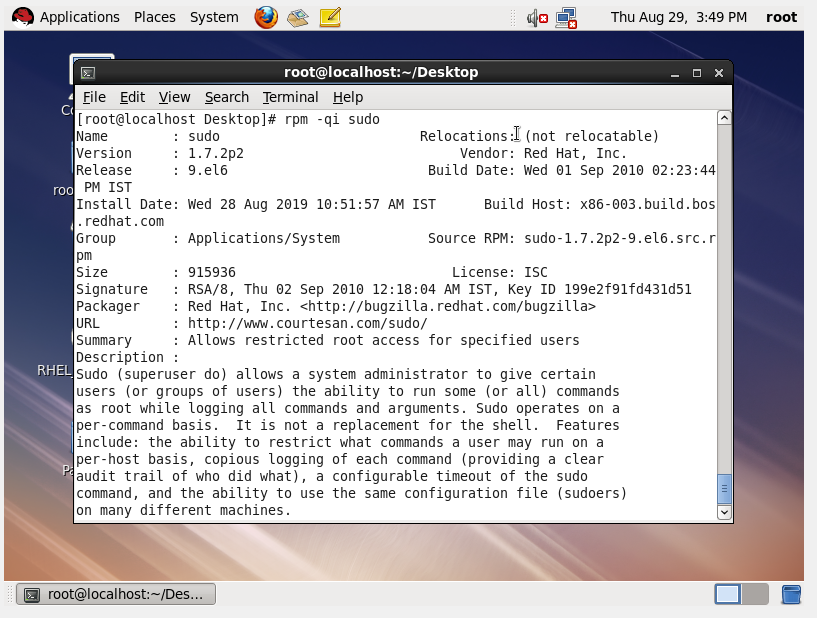 Applications Places System Thu Aug 29, 3:49 PM root
root@localhost:~/Desktop
File Edit View Search Terminal Help
[root@localhost Desktop]# rpm -qi sudo
Name        : sudo                         Relocations: (not relocatable)
Version     : 1.7.2p2                           Vendor: Red Hat, Inc.
Release     : 9.el6                         Build Date: Wed 01 Sep 2010 02:23:44
 PM IST
Install Date: Wed 28 Aug 2019 10:51:57 AM IST      Build Host: x86-003.build.bos
.redhat.com
Group       : Applications/System           Source RPM: sudo-1.7.2p2-9.el6.src.r
pm
Size        : 915936                           License: ISC
Signature   : RSA/8, Thu 02 Sep 2010 12:18:04 AM IST, Key ID 199e2f91fd431d51
Packager    : Red Hat, Inc. <http://bugzilla.redhat.com/bugzilla>
URL         : http://www.courtesan.com/sudo/
Summary     : Allows restricted root access for specified users
Description :
Sudo (superuser do) allows a system administrator to give certain
users (or groups of users) the ability to run some (or all) commands
as root while logging all commands and arguments. Sudo operates on a
per-command basis.  It is not a replacement for the shell.  Features
include: the ability to restrict what commands a user may run on a
per-host basis, copious logging of each command (providing a clear
audit trail of who did what), a configurable timeout of the sudo
command, and the ability to use the same configuration file (sudoers)
on many different machines.
RHEL_
root@localhost:~/Des...